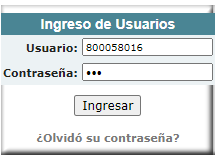 Ingreso de Usuarios
Usuario: 800058016
Contraseña: •••
Ingresar
¿Olvidó su contraseña?